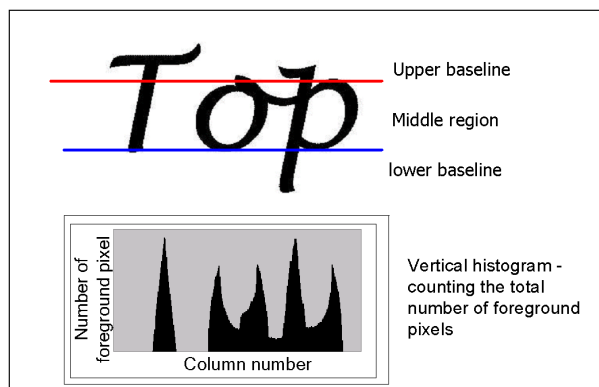 Top
Upper baseline
Middle region
lower baseline
Number of
foreground pixel
Column number
Vertical histogram -
counting the total
number of foreground
pixels